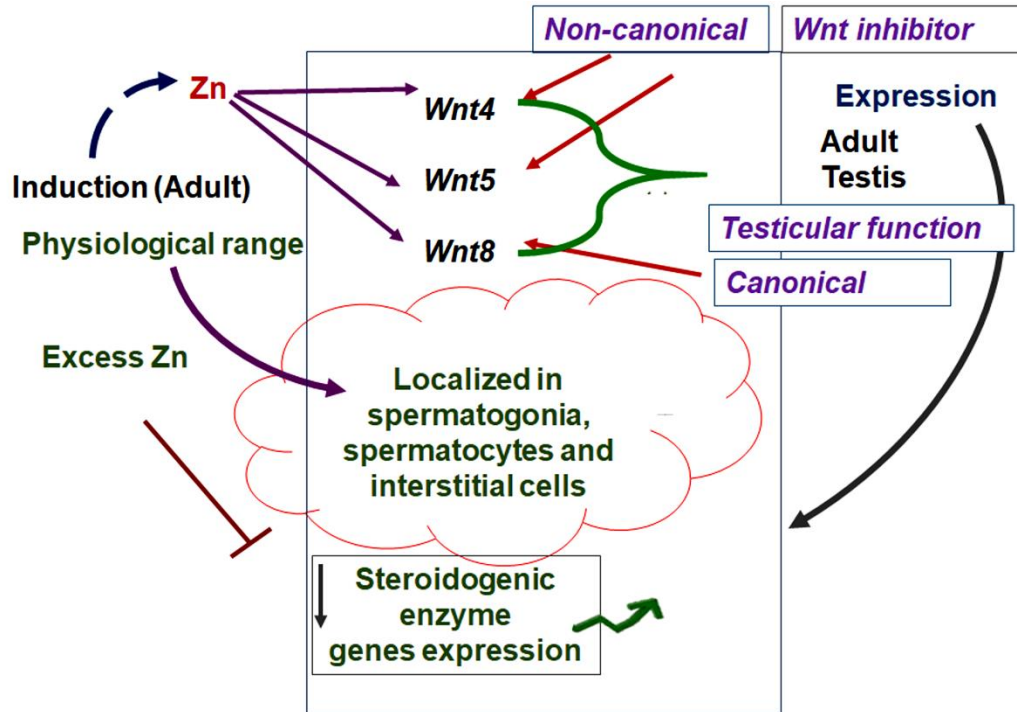 Non-canonical
Wnt inhibitor
Zn
Wnt4
Expression
Adult
Testis
Induction (Adult)
Wnt5
Physiological range
Wnt8
Testicular function
Canonical
Excess Zn
Localized in
spermatogonia,
spermatocytes and
interstitial cells
Steroidogenic
enzyme
genes expression